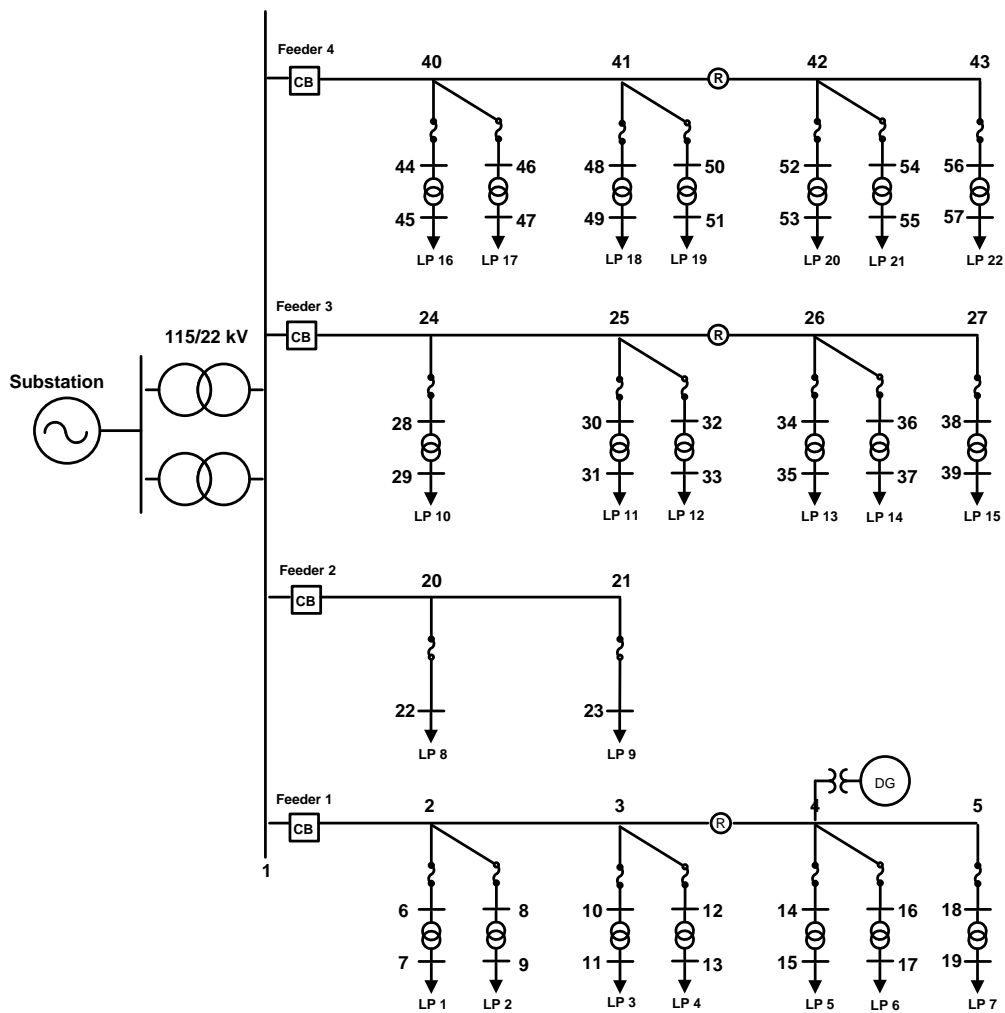 Feeder 4
CB
40
41
R
42
43
44
46
48
50
52
54
56
45
47
49
51
53
55
57
LP 16
LP 17
LP 18
LP 19
LP 20
LP 21
LP 22
Feeder 3
CB
24
25
R
26
27
115/22 kV
Substation
28
30
32
34
36
38
29
31
33
35
37
39
LP 10
LP 11
LP 12
LP 13
LP 14
LP 15
Feeder 2
CB
20
21
22
23
LP 8
LP 9
DG
Feeder 1
CB
2
3
R
4
5
1
6
8
10
12
14
16
18
7
9
11
13
15
17
19
LP 1
LP 2
LP 3
LP 4
LP 5
LP 6
LP 7